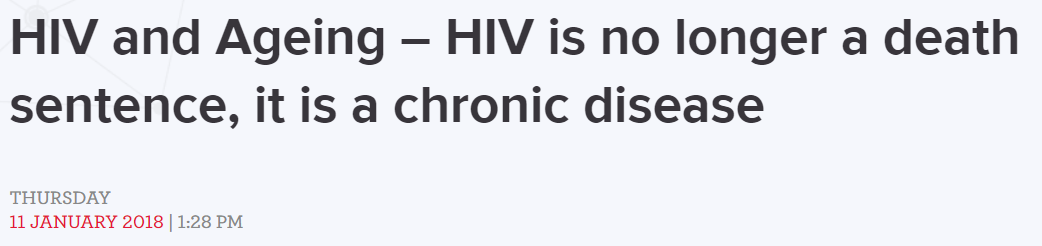 HIV and Ageing – HIV is no longer a death
sentence, it is a chronic disease
THURSDAY
11 JANUARY 2018 | 1:28 PM